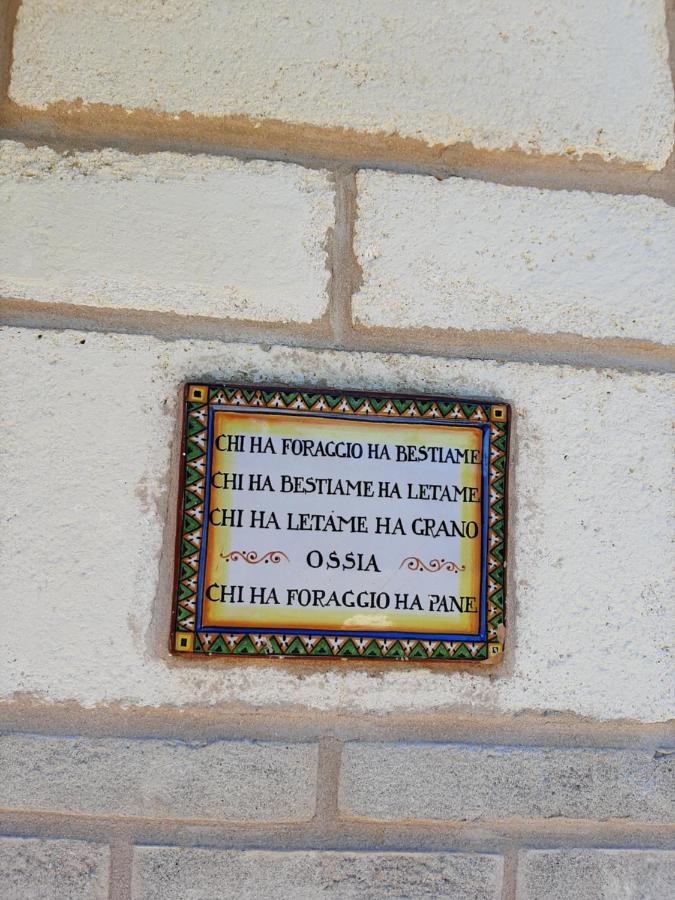 CHI HA FORAGGIO HA BESTIAME
CHI HA BESTIAME HA LETAME
CHI HA LETAME HA GRANO
OSSIA
CHI HA FORAGGIO HA PANE